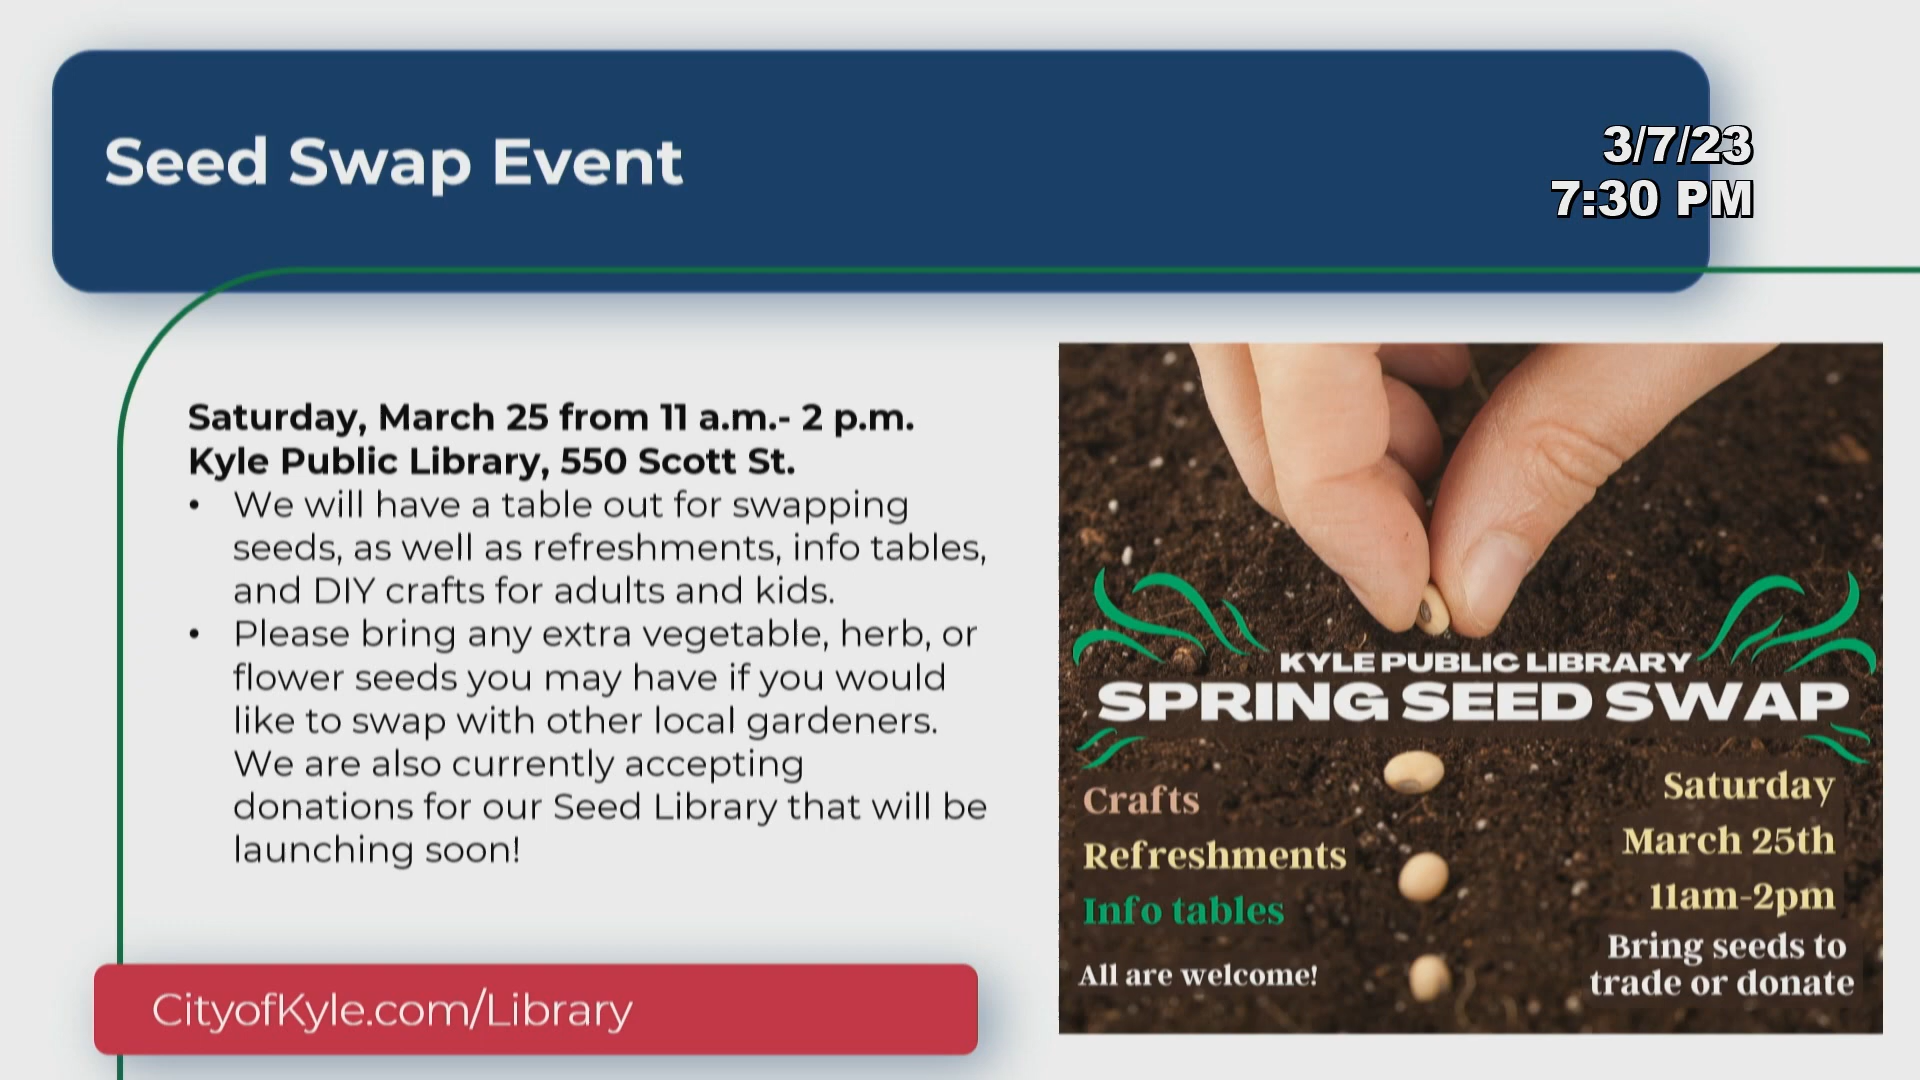 Seed Swap Event
3/7/23
7:30 PM
Saturday, March 25 from 11 a.m.- 2 p.m.
Kyle Public Library, 550 Scott St.
• We will have a table out for swapping
seeds, as well as refreshments, info tables,
and DIY crafts for adults and kids.
• Please bring any extra vegetable, herb, or
flower seeds you may have if you would
like to swap with other local gardeners.
We are also currently accepting
donations for our Seed Library that will be
launching soon!
CityofKyle.com/Library
KYLE PUBLIC LIBRARY
SPRING SEED SWAP
Crafts
Refreshments
Info tables
All are welcome!
Saturday
March 25th
11am-2pm
Bring seeds to
trade or donate